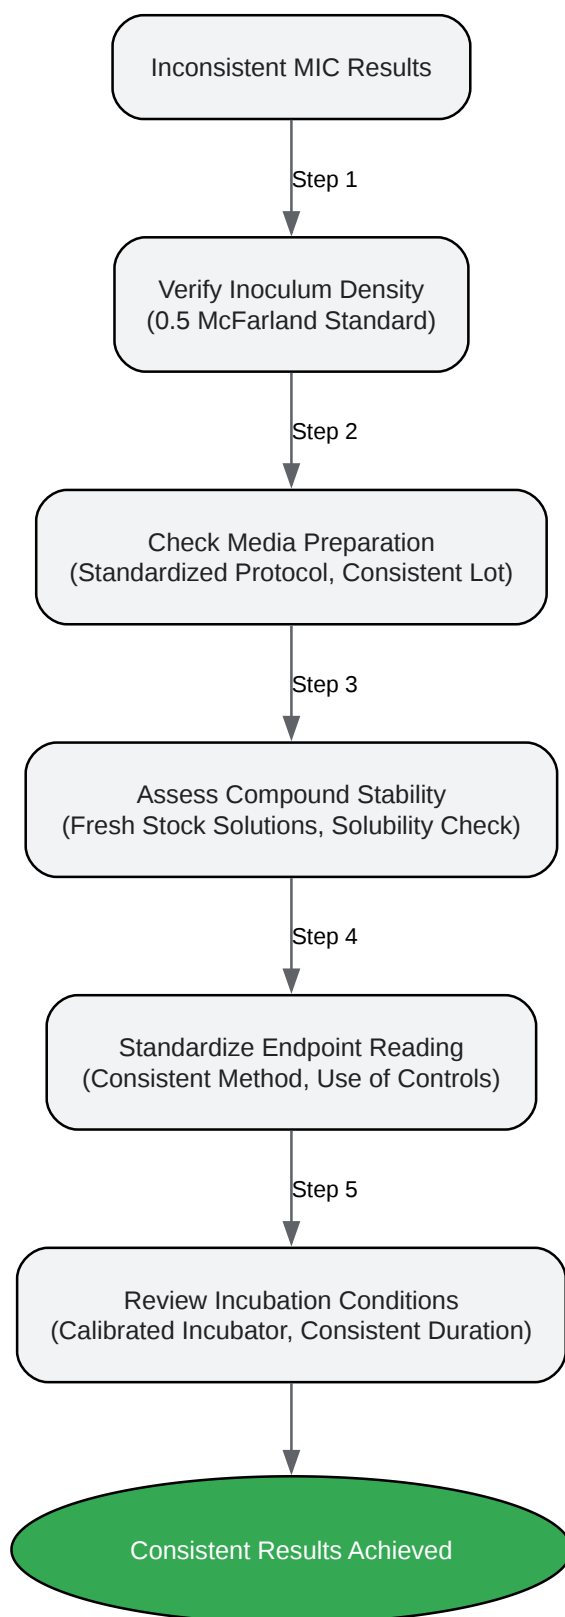 Inconsistent MIC Results
Step 1
Verify Inoculum Density
(0.5 McFarland Standard)
Step 2
Check Media Preparation
(Standardized Protocol, Consistent Lot)
Step 3
Assess Compound Stability
(Fresh Stock Solutions, Solubility Check)
Step 4
Standardize Endpoint Reading
(Consistent Method, Use of Controls)
Step 5
Review Incubation Conditions
(Calibrated Incubator, Consistent Duration)
Consistent Results Achieved